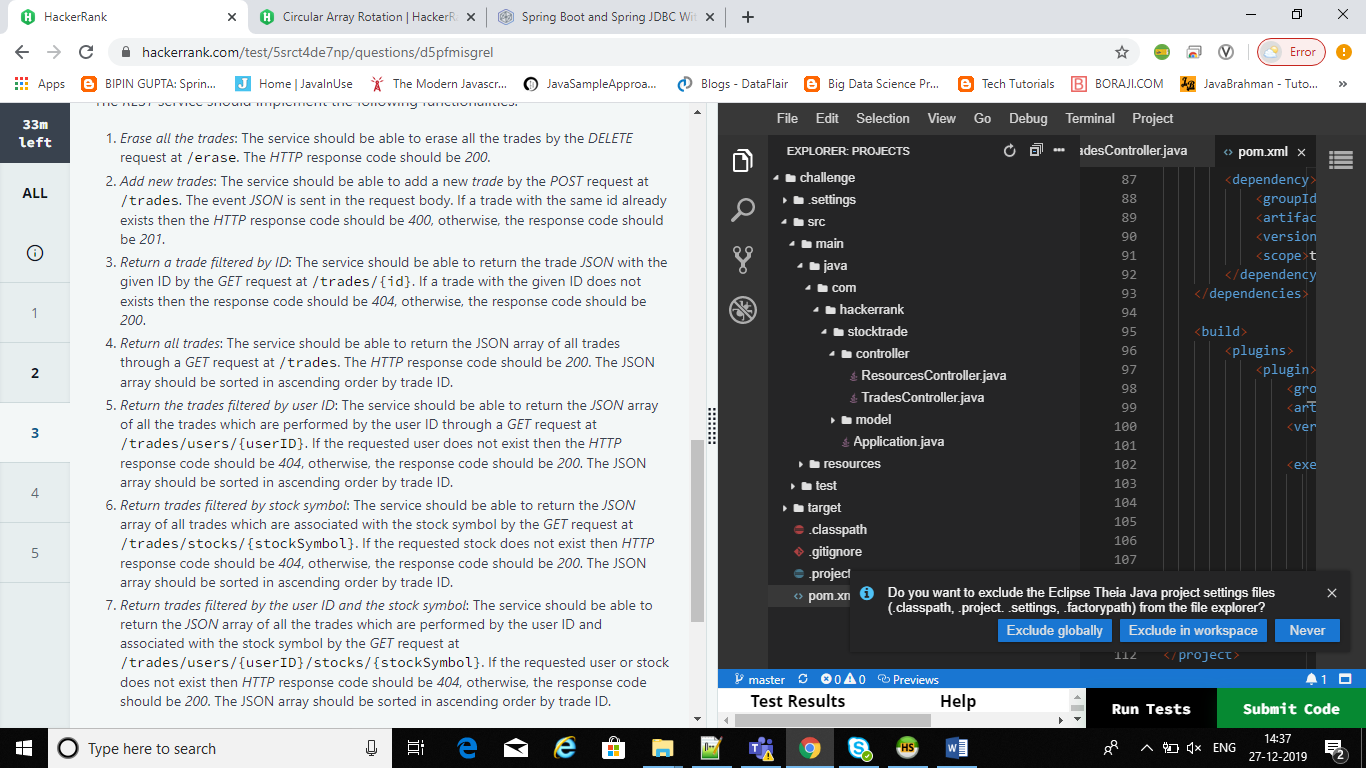 HackerRank
Circular Array Rotation | HackerR
Spring Boot and Spring JDBC Wit
hackerrank.com/test/5srct4de7np/questions/d5pfmisgrel
Error
Apps
BIPIN GUPTA: Sprin...
Home | JavaInUse
The Modern Javascr...
JavaSampleApproa...
Blogs - DataFlair
Big Data Science Pr...
Tech Tutorials
BORAJI.COM
JavaBrahman - Tuto...
33m
left
ALL
1
2
3
4
5
The REST service should implement the following functionalities:
1. Erase all the trades: The service should be able to erase all the trades by the DELETE
request at /erase. The HTTP response code should be 200.
2. Add new trades: The service should be able to add a new trade by the POST request at
/trades. The event JSON is sent in the request body. If a trade with the same id already
exists then the HTTP response code should be 400, otherwise, the response code should
be 201.
3. Return a trade filtered by ID: The service should be able to return the trade JSON with the
given ID by the GET request at /trades/{id}. If a trade with the given ID does not
exists then the response code should be 404, otherwise, the response code should be
200.
4. Return all trades: The service should be able to return the JSON array of all trades
through a GET request at /trades. The HTTP response code should be 200. The JSON
array should be sorted in ascending order by trade ID.
5. Return the trades filtered by user ID: The service should be able to return the JSON array
of all the trades which are performed by the user ID through a GET request at
/trades/users/{userID}. If the requested user does not exist then the HTTP
response code should be 404, otherwise, the response code should be 200. The JSON
array should be sorted in ascending order by trade ID.
6. Return trades filtered by stock symbol: The service should be able to return the JSON
array of all trades which are associated with the stock symbol by the GET request at
/trades/stocks/{stockSymbol}. If the requested stock does not exist then HTTP
response code should be 404, otherwise, the response code should be 200. The JSON
array should be sorted in ascending order by trade ID.
7. Return trades filtered by the user ID and the stock symbol: The service should be able to
return the JSON array of all the trades which are performed by the user ID and
associated with the stock symbol by the GET request at
/trades/users/{userID}/stocks/{stockSymbol}. If the requested user or stock
does not exist then HTTP response code should be 404, otherwise, the response code
should be 200. The JSON array should be sorted in ascending order by trade ID.
File Edit Selection View Go Debug Terminal Project
EXPLORER: PROJECTS
challenge
.settings
src
main
java
com
hackerrank
stocktrade
controller
ResourcesController.java
TradesController.java
model
Application.java
resources
test
target
.classpath
.gitignore
.project
pom.xm
adesController.java
pom.xml
87 <dependency>
88 <groupId
89 <artifac
90 <version
91 <scope>t
92 </dependency
93 </dependencies>
94
95 <build>
96 <plugins>
97 <plugin>
98 <gro
99 <art
100 <ver
101
102 <exe
103
104
105
106
107
112 </project>
Do you want to exclude the Eclipse Theia Java project settings files
(.classpath, .project. .settings, .factorypath) from the file explorer?
Exclude globally
Exclude in workspace
Never
master
0
0
Previews
1
Test Results
Help
Run Tests
Submit Code
Type here to search
ENG
14:37
27-12-2019
2